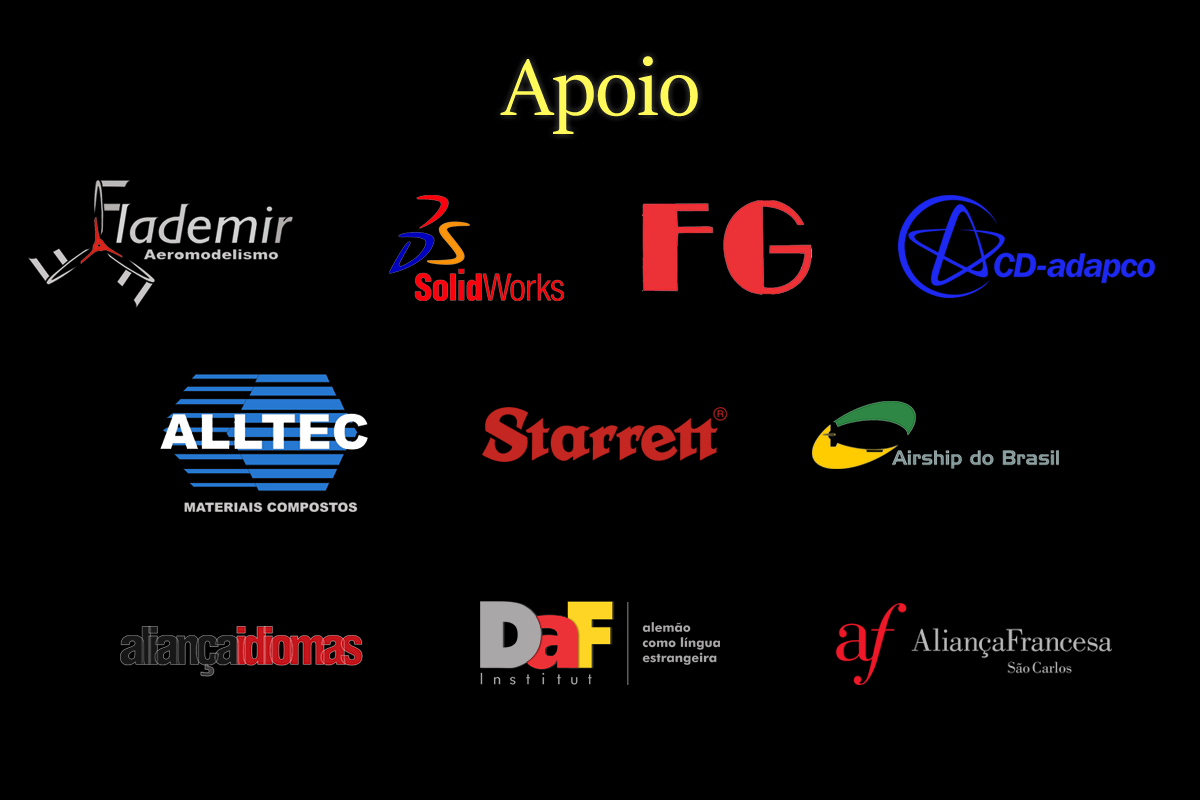 Apoio
Flademir
Aeromodelismo
SolidWorks
FG
CD-adapco
ALLTEC
MATERIAIS COMPOSTOS
Starrett®
Airship do Brasil
aliançaidiomas
DaF
Institut
alemão
como língua
estrangeira
af
AliançaFrancesa
São Carlos